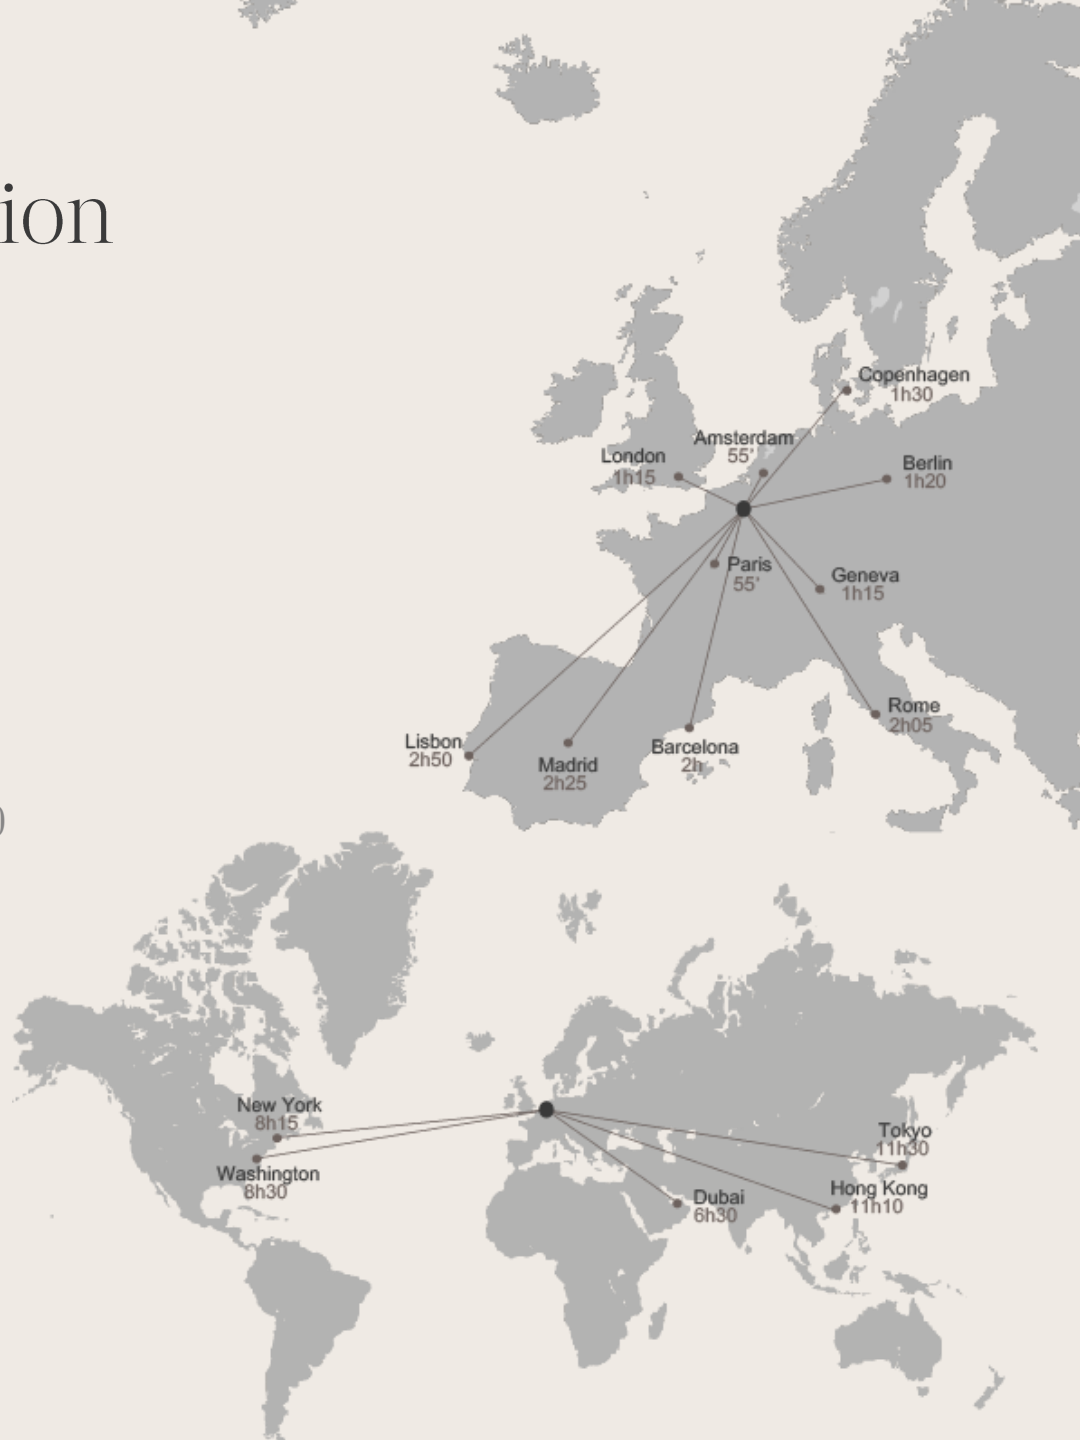 ion
Copenhagen
1h30
Amsterdam
55'
London
1h15
Berlin
1h20
Paris
55'
Geneva
1h15
Rome
2h05
Lisbon
2h50
Barcelona
2h
Madrid
2h25
)
New York
8h15
Washington
8h30
Tokyo
11h30
Hong Kong
11h10
Dubai
6h30